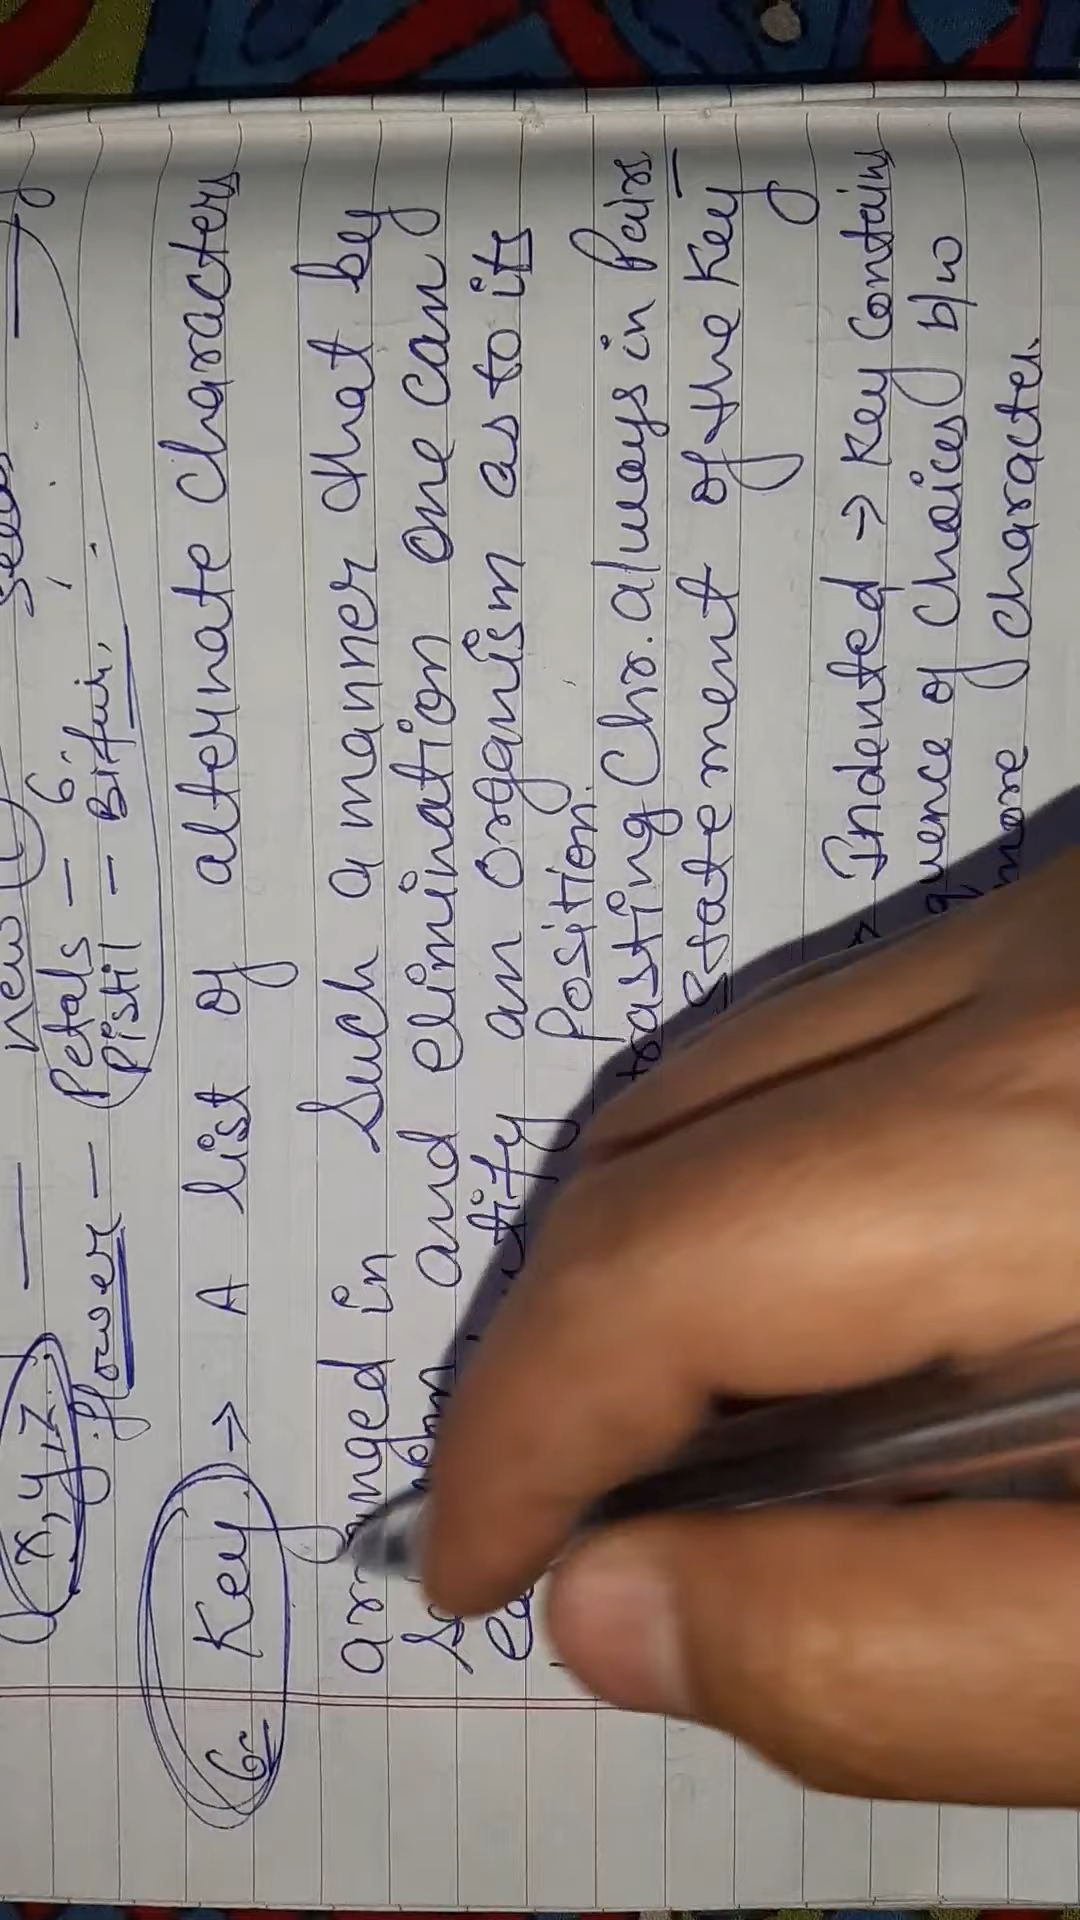 x, y, z. — new
flower — Petals — 6.
Pistil — Bifur,
6 Key → A list of alternate characters
arranged in such a manner that by
and elimination one can
an organism as to its
Position.
trasting Chr. always in Pairs
Statement of the Key
Indented → Key Contains
quence of Choices b/w
more character.